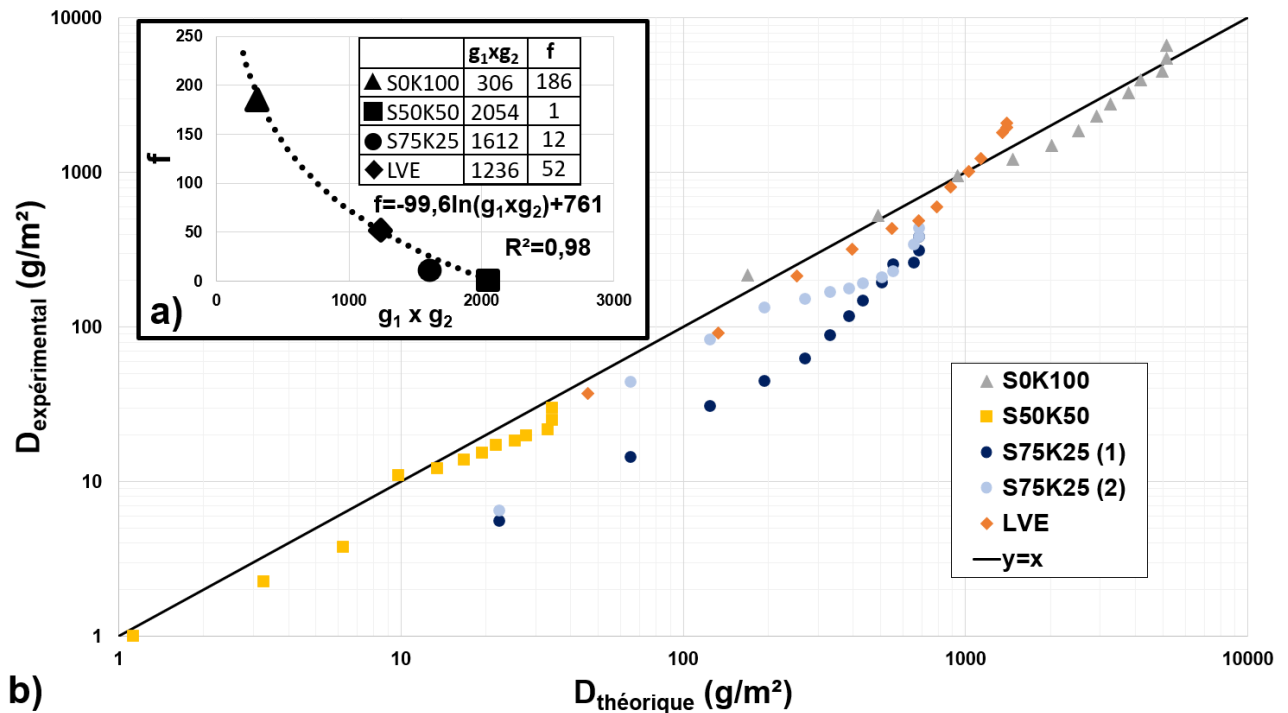 10000
1000
100
10
1
D expérimental (g/m²)
250
200
150
100
50
0
f
g₁xg₂ f
S0K100 306 186
S50K50 2054 1
S75K25 1612 12
LVE 1236 52
f=-99,6ln(g₁xg₂)+761
R²=0,98
0 1000 2000 3000
a) g₁ x g₂
S0K100
S50K50
S75K25 (1)
S75K25 (2)
LVE
y=x
1 10 100 1000 10000
b) D théorique (g/m²)